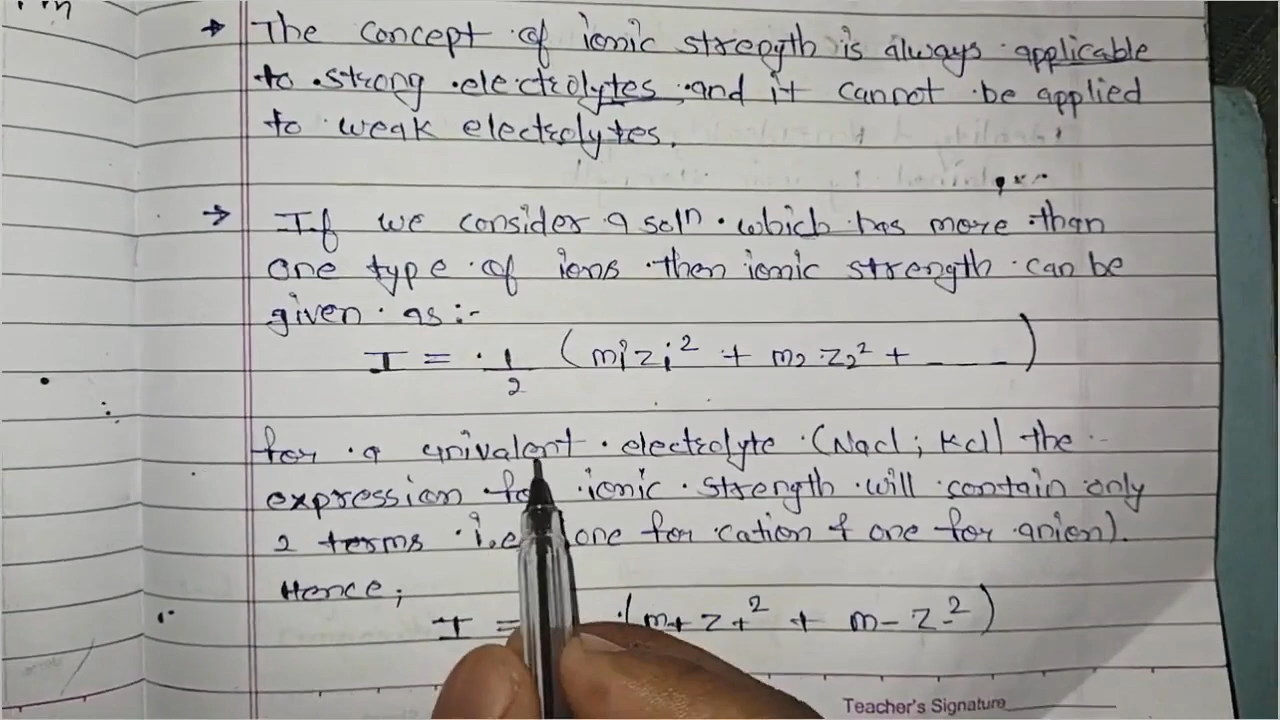 → The concept of ionic strength is always applicable
to strong electrolytes and it cannot be applied
to weak electrolytes.
→ If we consider a solⁿ which has more than
one type of ions then ionic strength can be
given as:-
I = 1/2 (m₁z₁² + m₂z₂² + ___)
for a univalent electrolyte (Nacl; Kcl) the
expression ionic strength will contain only
2 terms i.e one for cation & one for anion).
Hence;
I = (m+ z+² + m- z-²)
Teacher's Signature